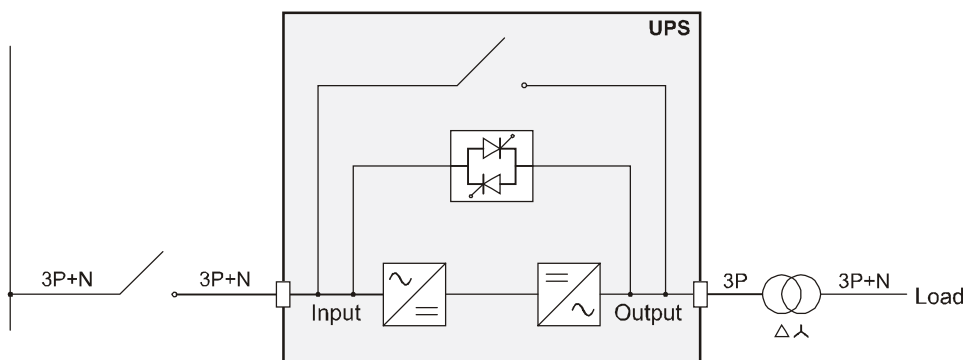 UPS
3P+N
3P+N
Input
Output
3P
3P+N
Load